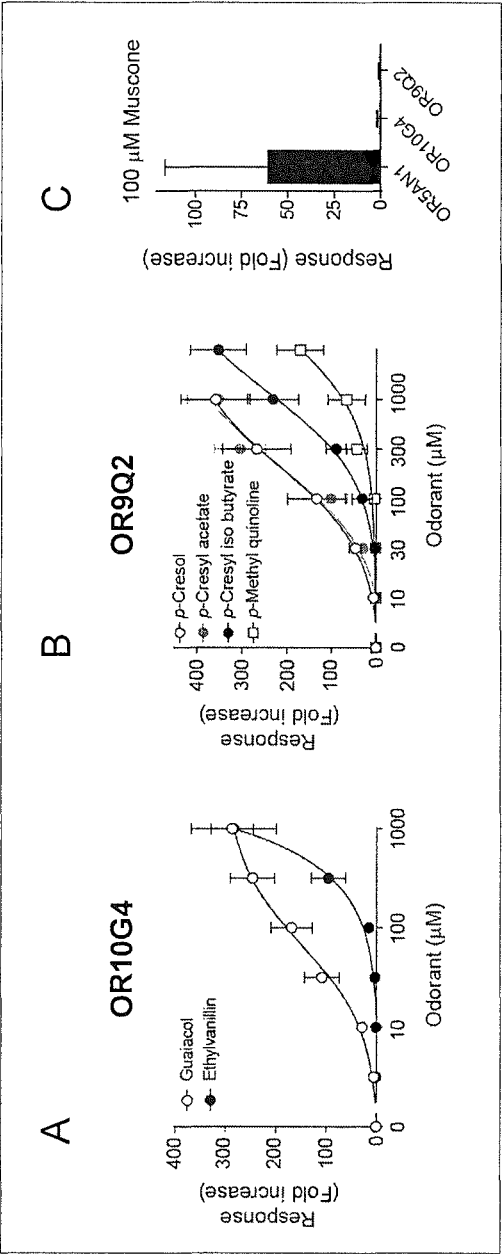 A
OR10G4
Response
(Fold increase)
400
300
200
100
0
Guaiacol
Ethylvanillin
0
10
100
1000
Odorant (µM)
B
OR9Q2
Response
(Fold increase)
400
300
200
100
0
p-Cresol
p-Cresyl acetate
p-Cresyl iso butyrate
p-Methyl quinoline
0
10
30
100
300
1000
Odorant (µM)
C
100 µM Muscone
Response (Fold increase)
100
75
50
25
0
OR5AN1
OR10G4
OR9Q2